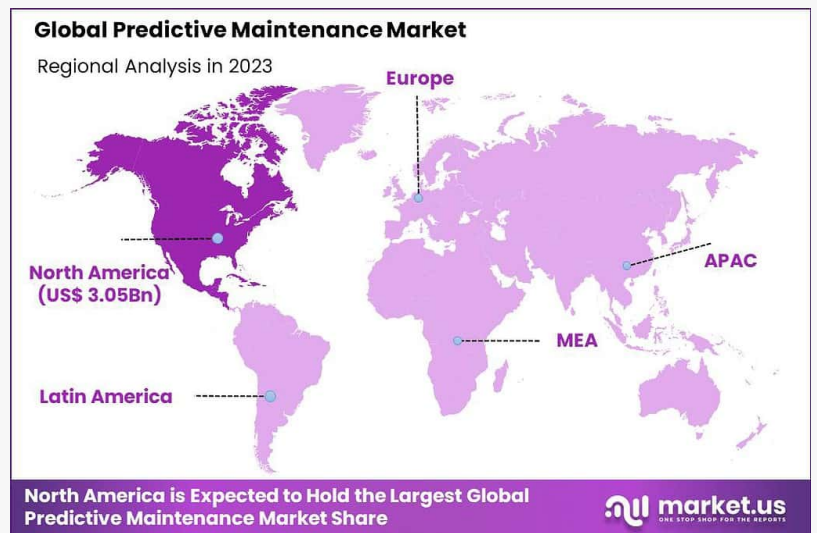 Global Predictive Maintenance Market
Regional Analysis in 2023
Europe
North America
(US$ 3.05Bn)
APAC
MEA
Latin America
North America is Expected to Hold the Largest Global
Predictive Maintenance Market Share
market.us
ONE STOP SHOP FOR THE REPORTS